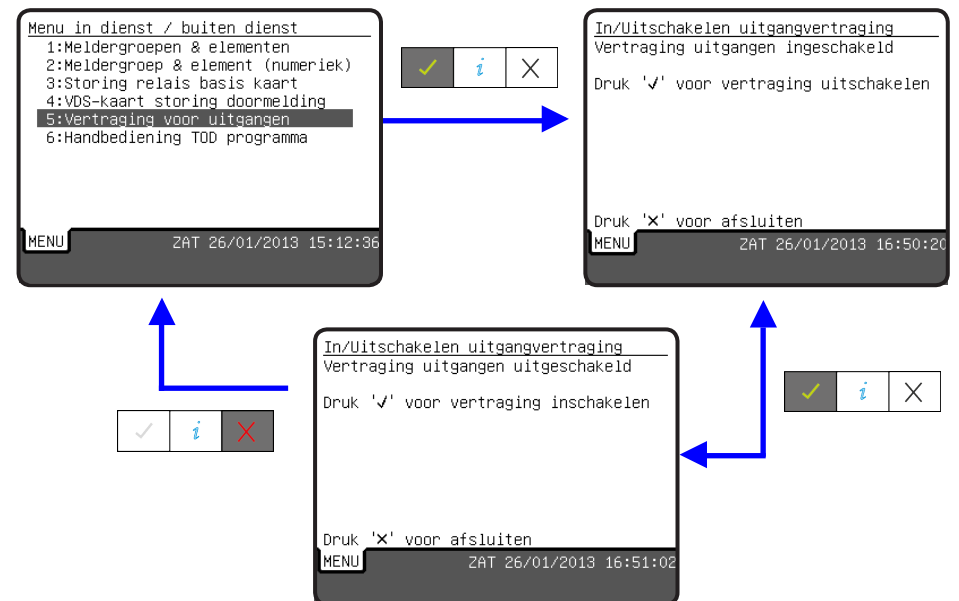 Menu in dienst / buiten dienst
1:Meldergroepen & elementen
2:Meldergroep & element (numeriek)
3:Storing relais basis kaart
4:VDS-kaart storing doormelding
5:Vertraging voor uitgangen
6:Handbediening TOD programma
MENU
ZAT 26/01/2013 15:12:36
✓ i X
In/Uitschakelen uitgangvertraging
Vertraging uitgangen ingeschakeld
Druk '✓' voor vertraging uitschakelen
Druk '✕' voor afsluiten
MENU
ZAT 26/01/2013 16:50:20
✓ i X
In/Uitschakelen uitgangvertraging
Vertraging uitgangen uitgeschakeld
Druk '✓' voor vertraging inschakelen
Druk '✕' voor afsluiten
MENU
ZAT 26/01/2013 16:51:02
✓ i X